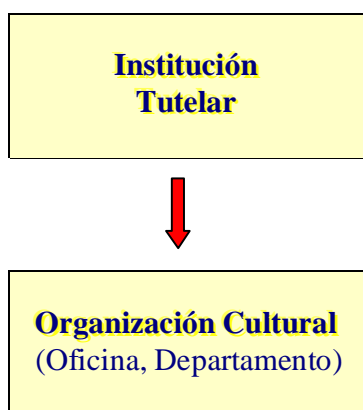 Institución
Tutelar
Organización Cultural
(Oficina, Departamento)